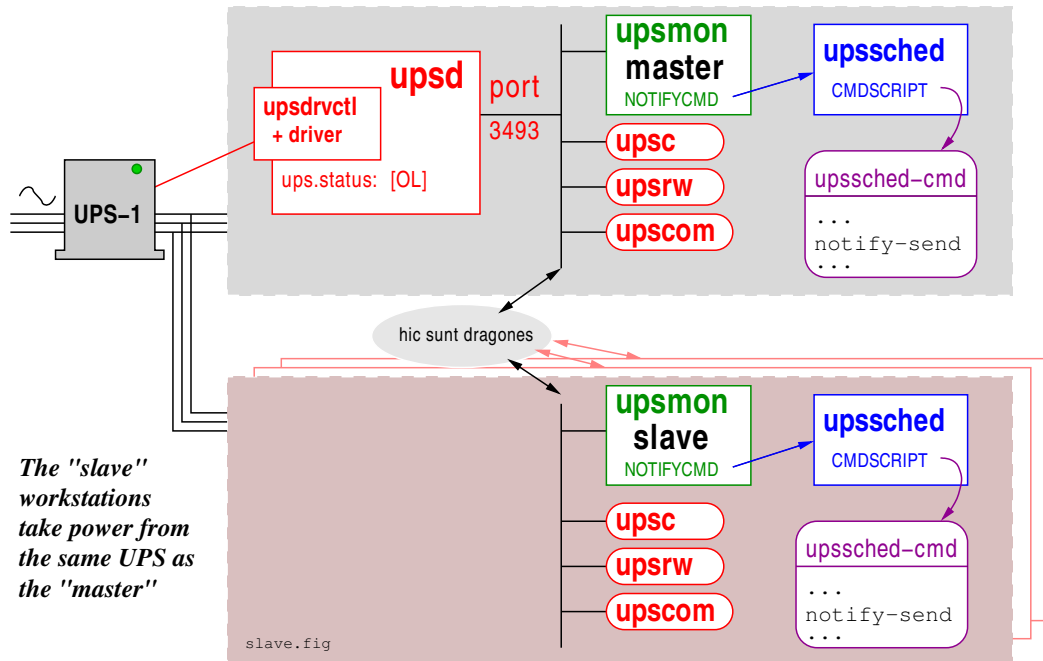 upsmon
master
NOTIFYCMD
upssched
CMDSCRIPT
upsd
upsdrvctl
+ driver
ups.status: [OL]
port
3493
upsc
upsrw
upscom
upssched−cmd
...
notify−send
...
UPS−1
hic sunt dragones
upsmon
slave
NOTIFYCMD
upssched
CMDSCRIPT
upsc
upsrw
upscom
upssched−cmd
...
notify−send
...
The "slave"
workstations
take power from
the same UPS as
the "master"
slave.fig